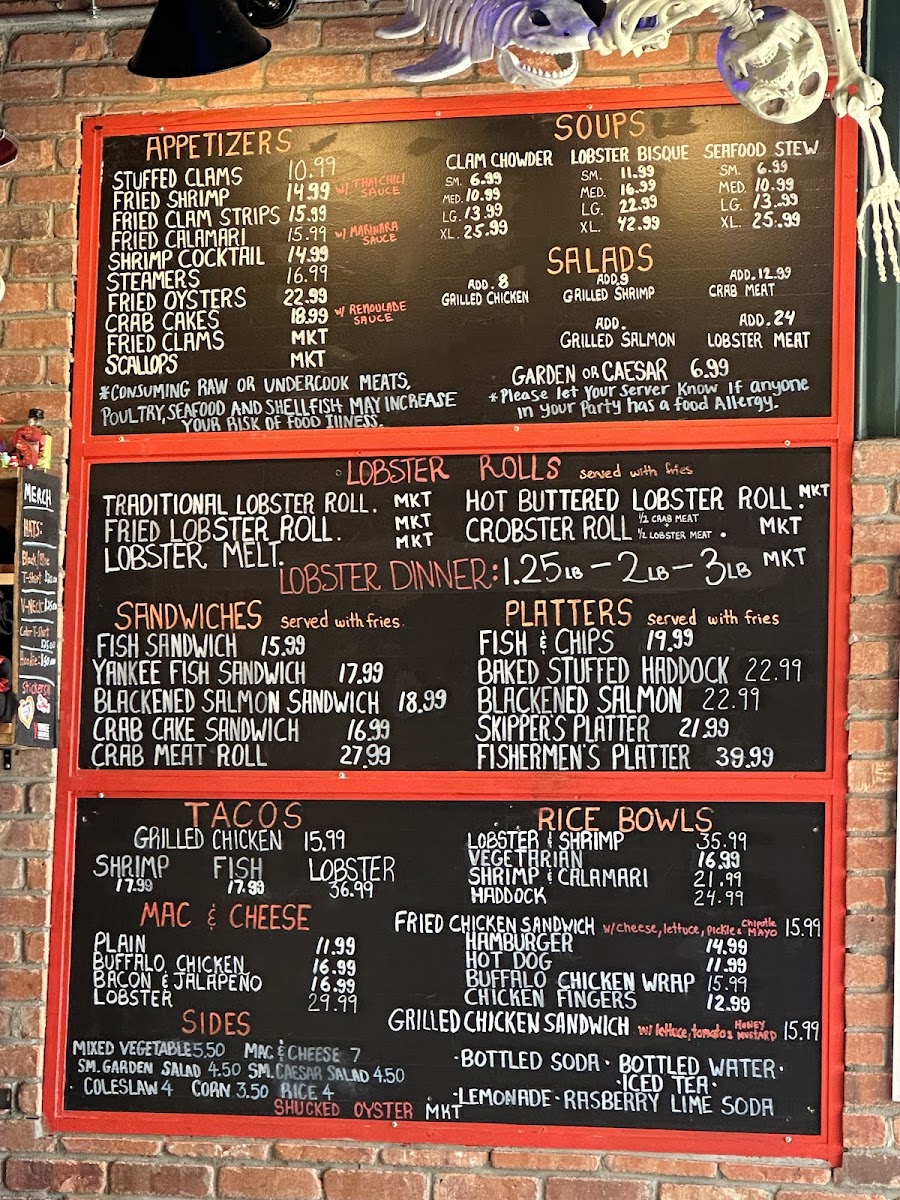 APPETIZERS
STUFFED CLAMS 10.99
FRIED SHRIMP 14.99 w/ THAI CHILI SAUCE
FRIED CLAM STRIPS 15.99
FRIED CALAMARI 15.99 w/ MARINARA SAUCE
SHRIMP COCKTAIL 14.99
STEAMERS 16.99
FRIED OYSTERS 22.99
CRAB CAKES 18.99 w/ REMOULADE SAUCE
FRIED CLAMS MKT
SCALLOPS MKT
*CONSUMING RAW OR UNDERCOOK MEATS,
POULTRY, SEAFOOD AND SHELLFISH MAY INCREASE
YOUR RISK OF FOOD ILLNESS.
SOUPS
CLAM CHOWDER LOBSTER BISQUE SEAFOOD STEW
SM. 6.99 SM. 11.99 SM. 6.99
MED. 10.99 MED. 16.99 MED. 10.99
LG. 13.99 LG. 22.99 LG. 13.99
XL. 25.99 XL. 42.99 XL. 25.99
SALADS
ADD. 8 ADD. 9 ADD. 12.99
GRILLED CHICKEN GRILLED SHRIMP CRAB MEAT
ADD. ADD. 24
GRILLED SALMON LOBSTER MEAT
GARDEN OR CAESAR 6.99
*Please let Your Server Know If anyone
in your Party has a food Allergy.
LOBSTER ROLLS served with fries
TRADITIONAL LOBSTER ROLL. MKT HOT BUTTERED LOBSTER ROLL. MKT
FRIED LOBSTER ROLL. MKT CROBSTER ROLL 1/2 CRAB MEAT 1/2 LOBSTER MEAT . MKT
LOBSTER MELT. MKT
LOBSTER DINNER: 1.25LB - 2LB - 3LB MKT
SANDWICHES served with fries.
FISH SANDWICH 15.99
YANKEE FISH SANDWICH 17.99
BLACKENED SALMON SANDWICH 18.99
CRAB CAKE SANDWICH 16.99
CRAB MEAT ROLL 27.99
PLATTERS served with fries
FISH & CHIPS 19.99
BAKED STUFFED HADDOCK 22.99
BLACKENED SALMON 22.99
SKIPPER'S PLATTER 21.99
FISHERMEN'S PLATTER 39.99
TACOS
GRILLED CHICKEN 15.99
SHRIMP FISH LOBSTER
17.99 17.99 36.99
MAC & CHEESE
PLAIN 11.99
BUFFALO CHICKEN 16.99
BACON & JALAPEÑO 16.99
LOBSTER 29.99
SIDES
MIXED VEGETABLE 5.50 MAC & CHEESE 7
SM. GARDEN SALAD 4.50 SM. CAESAR SALAD 4.50
COLESLAW 4 CORN 3.50 RICE 4
SHUCKED OYSTER MKT
RICE BOWLS
LOBSTER & SHRIMP 35.99
VEGETARIAN 16.99
SHRIMP & CALAMARI 21.99
HADDOCK 24.99
FRIED CHICKEN SANDWICH w/cheese, lettuce, pickle & Chipotle MAYO 15.99
HAMBURGER 14.99
HOT DOG 11.99
BUFFALO CHICKEN WRAP 15.99
CHICKEN FINGERS 12.99
GRILLED CHICKEN SANDWICH w/ lettuce, tomato & HONEY MUSTARD 15.99
·BOTTLED SODA · BOTTLED WATER·
·ICED TEA·
·LEMONADE · RASBERRY LIME SODA
MERCH
HATS:
T-Shirt
V-Neck
Color T-Shirt
Hoodie:
Stickers